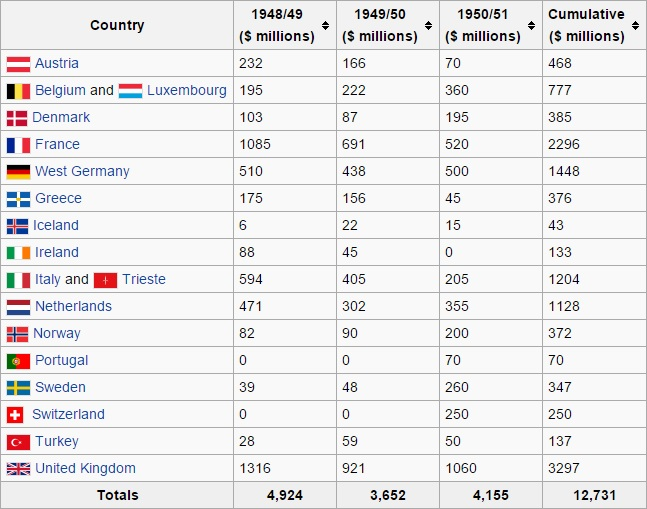 Country 1948/49 ($ millions) 1949/50 ($ millions) 1950/51 ($ millions) Cumulative ($ millions)
Austria 232 166 70 468
Belgium and Luxembourg 195 222 360 777
Denmark 103 87 195 385
France 1085 691 520 2296
West Germany 510 438 500 1448
Greece 175 156 45 376
Iceland 6 22 15 43
Ireland 88 45 0 133
Italy and Trieste 594 405 205 1204
Netherlands 471 302 355 1128
Norway 82 90 200 372
Portugal 0 0 70 70
Sweden 39 48 260 347
Switzerland 0 0 250 250
Turkey 28 59 50 137
United Kingdom 1316 921 1060 3297
Totals 4,924 3,652 4,155 12,731